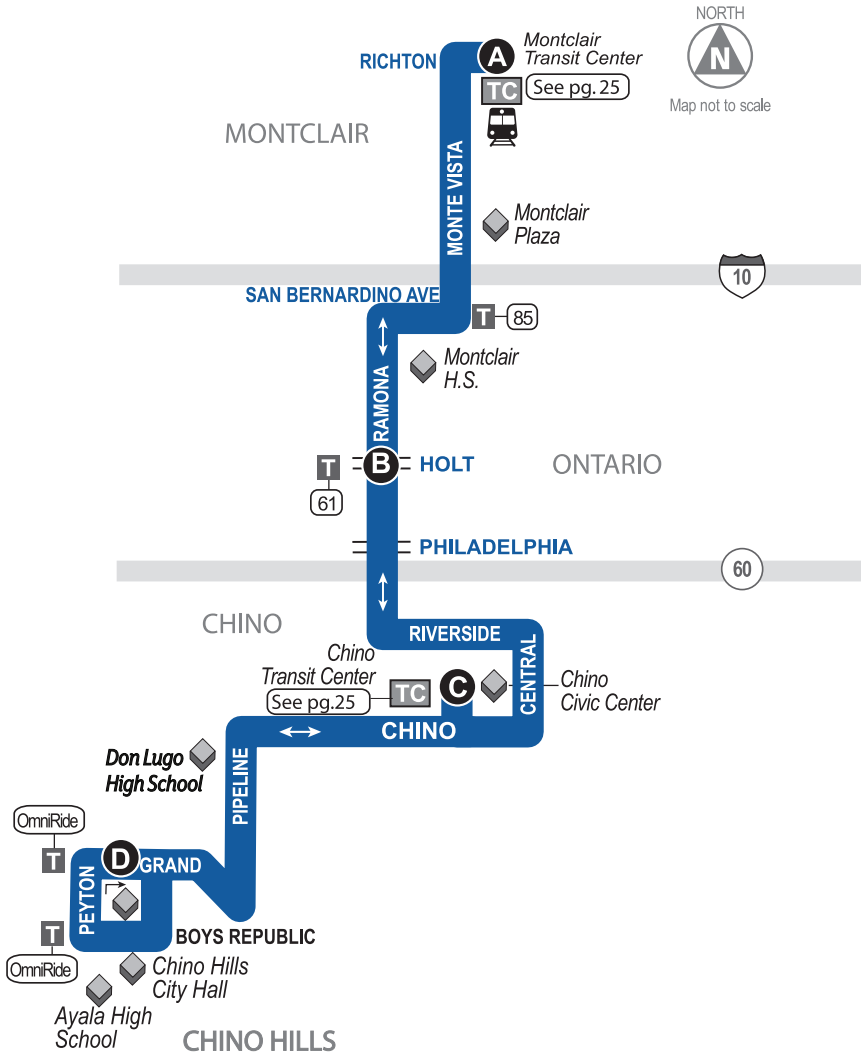 NORTH
N
Map not to scale
RICHTON
A
Montclair
Transit Center
TC
See pg. 25
MONTCLAIR
MONTE VISTA
Montclair
Plaza
10
SAN BERNARDINO AVE
T
85
Montclair
H.S.
RAMONA
B
HOLT
T
61
ONTARIO
PHILADELPHIA
60
CHINO
RIVERSIDE
CENTRAL
Chino
Transit Center
See pg.25
TC
C
Chino
Civic Center
CHINO
PIPELINE
Don Lugo
High School
OmniRide
T
D
GRAND
PEYTON
T
OmniRide
BOYS REPUBLIC
Chino Hills
City Hall
Ayala High
School
CHINO HILLS